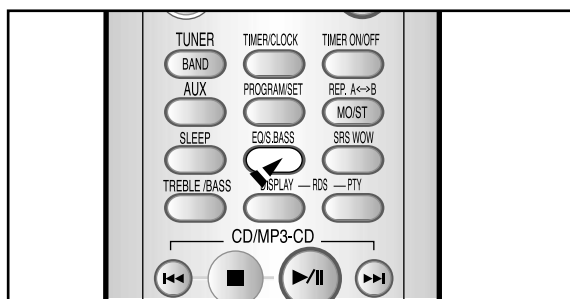 TUNER TIMER/CLOCK TIMER ON/OFF
BAND
AUX PROGRAM/SET REP. A<->B
MO/ST
SLEEP EQ/S.BASS SRS WOW
TREBLE /BASS DISPLAY — RDS — PTY
CD/MP3-CD